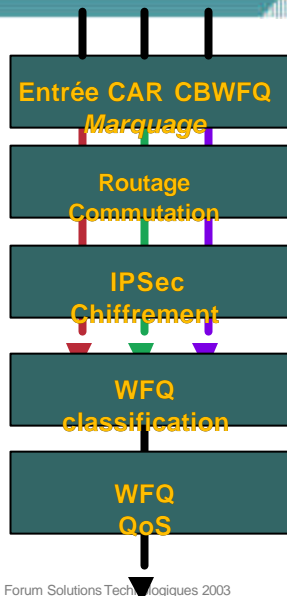 Entrée CAR CBWFQ
Marquage
Routage
Commutation
IPSec
Chiffrement
WFQ
classification
WFQ
QoS
Forum Solutions Technologiques 2003